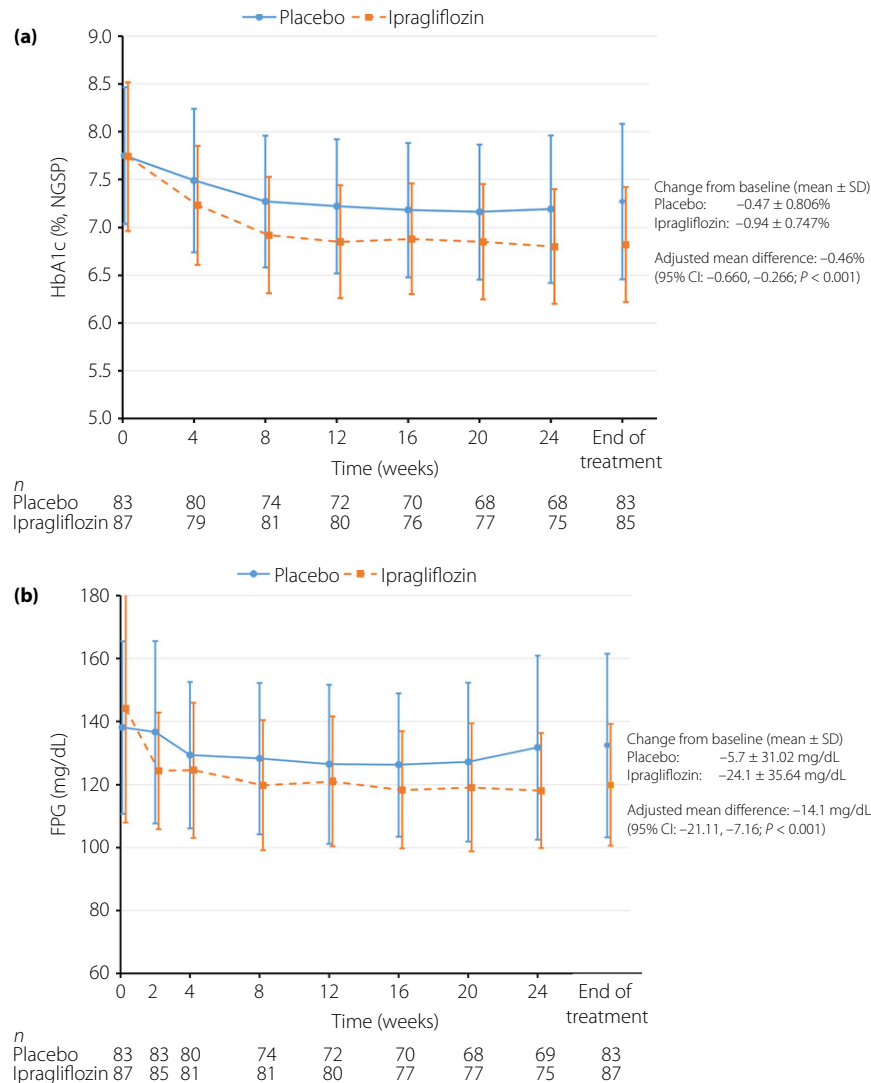 Placebo Ipragliflozin
(a)
9.0
8.5
8.0
7.5
7.0
6.5
6.0
5.5
5.0
HbA1c (%, NGSP)
0 4 8 12 16 20 24 End of treatment
Time (weeks)
Change from baseline (mean ± SD)
Placebo: –0.47 ± 0.806%
Ipragliflozin: –0.94 ± 0.747%
Adjusted mean difference: –0.46%
(95% CI: –0.660, –0.266; P < 0.001)
n
Placebo 83 80 74 72 70 68 68 83
Ipragliflozin 87 79 81 80 76 77 75 85
Placebo Ipragliflozin
(b)
180
160
140
120
100
80
60
FPG (mg/dL)
0 2 4 8 12 16 20 24 End of treatment
Time (weeks)
Change from baseline (mean ± SD)
Placebo: –5.7 ± 31.02 mg/dL
Ipragliflozin: –24.1 ± 35.64 mg/dL
Adjusted mean difference: –14.1 mg/dL
(95% CI: –21.11, –7.16; P < 0.001)
n
Placebo 83 83 80 74 72 70 68 69 83
Ipragliflozin 87 85 81 81 80 77 77 75 87